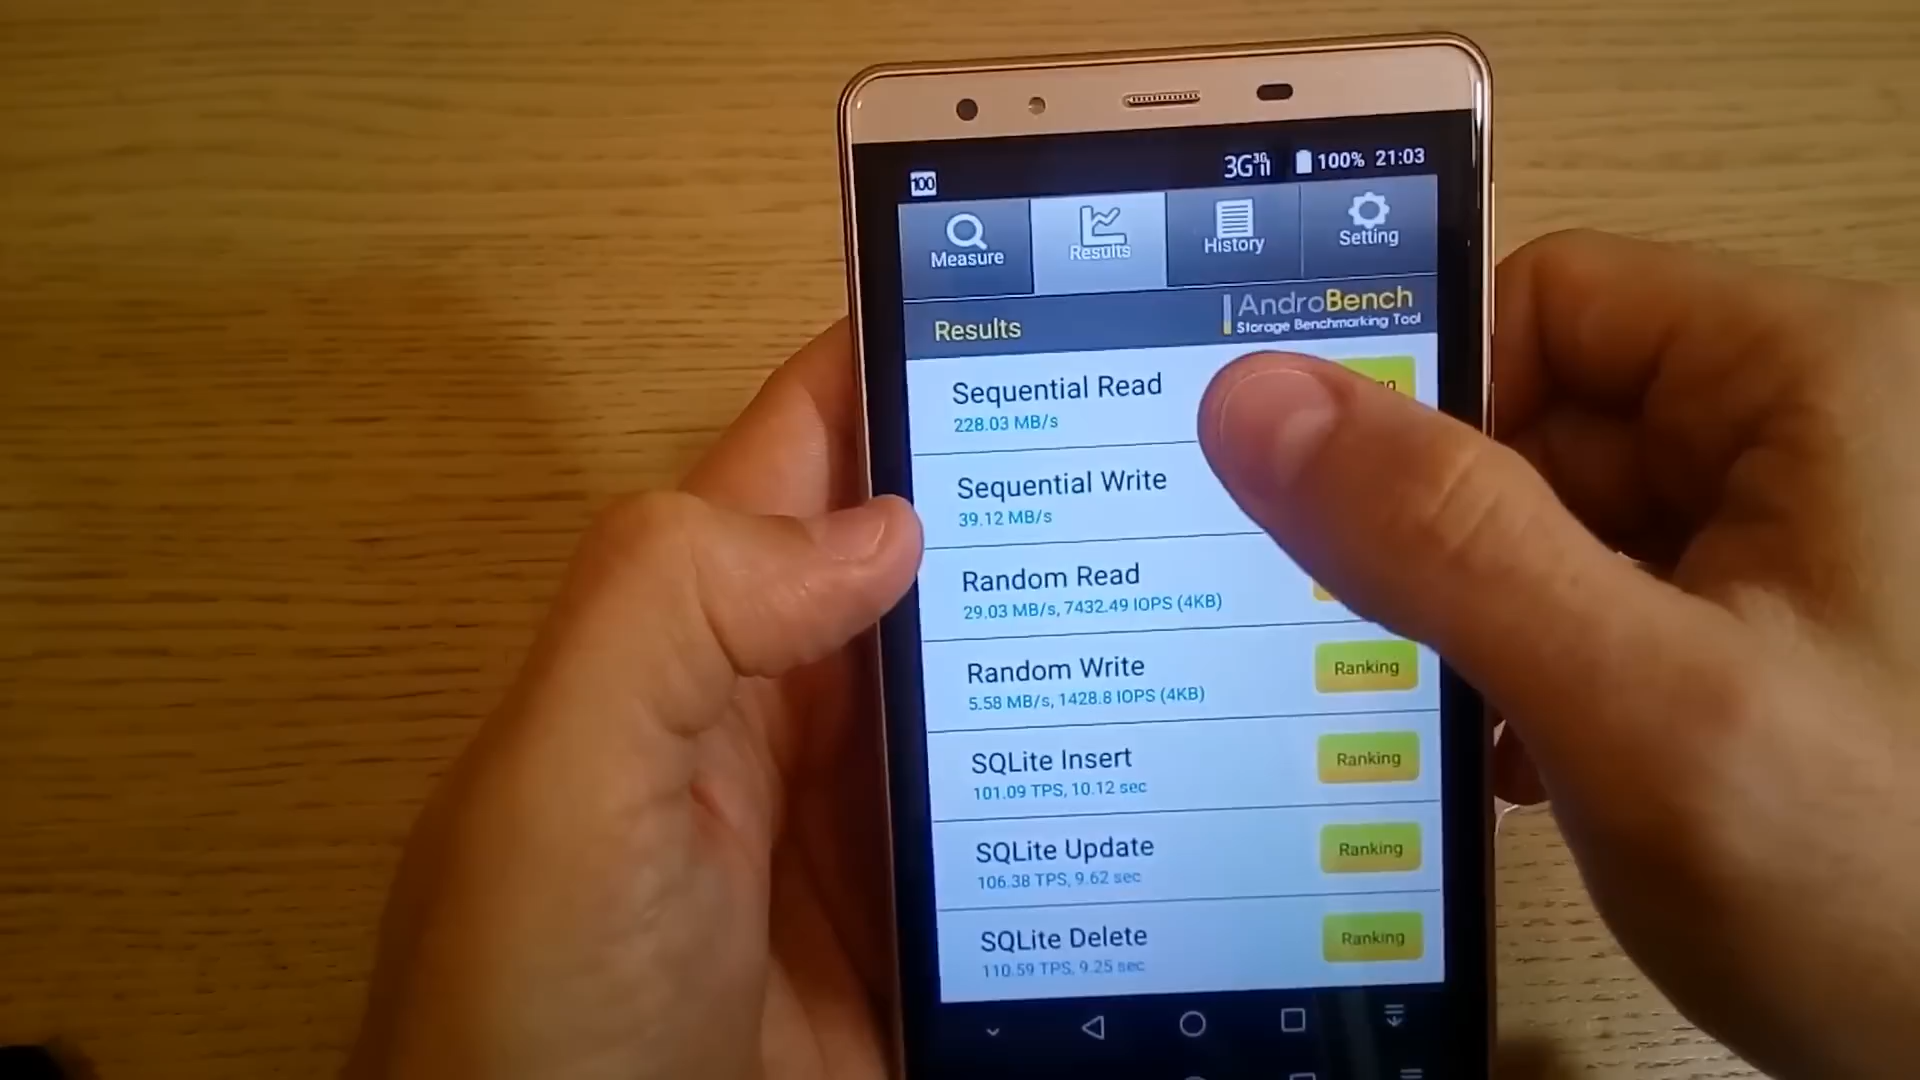 100
3G 3G 100% 21:03
Measure
Results
History
Setting
Results
AndroBench
Storage Benchmarking Tool
Sequential Read
228.03 MB/s
Sequential Write
39.12 MB/s
Random Read
29.03 MB/s, 7432.49 IOPS (4KB)
Random Write
5.58 MB/s, 1428.8 IOPS (4KB)
Ranking
SQLite Insert
101.09 TPS, 10.12 sec
Ranking
SQLite Update
106.38 TPS, 9.62 sec
Ranking
SQLite Delete
110.59 TPS, 9.25 sec
Ranking